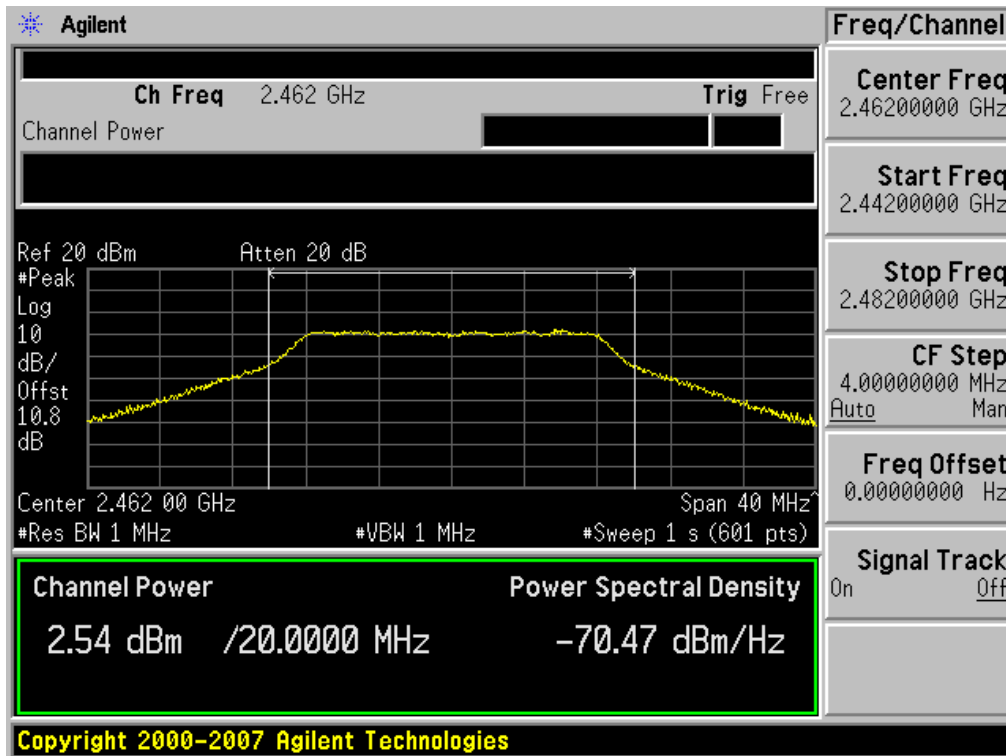 Agilent
Freq/Channel
Ch Freq 2.462 GHz Trig Free
Channel Power
Ref 20 dBm Atten 20 dB
#Peak
Log
10
dB/
Offst
10.8
dB
Center 2.462 00 GHz Span 40 MHz^
#Res BW 1 MHz #VBW 1 MHz #Sweep 1 s (601 pts)
Channel Power Power Spectral Density
2.54 dBm /20.0000 MHz -70.47 dBm/Hz
Center Freq
2.46200000 GHz
Start Freq
2.44200000 GHz
Stop Freq
2.48200000 GHz
CF Step
4.00000000 MHz
Auto Man
Freq Offset
0.00000000 Hz
Signal Track
On Off
Copyright 2000-2007 Agilent Technologies